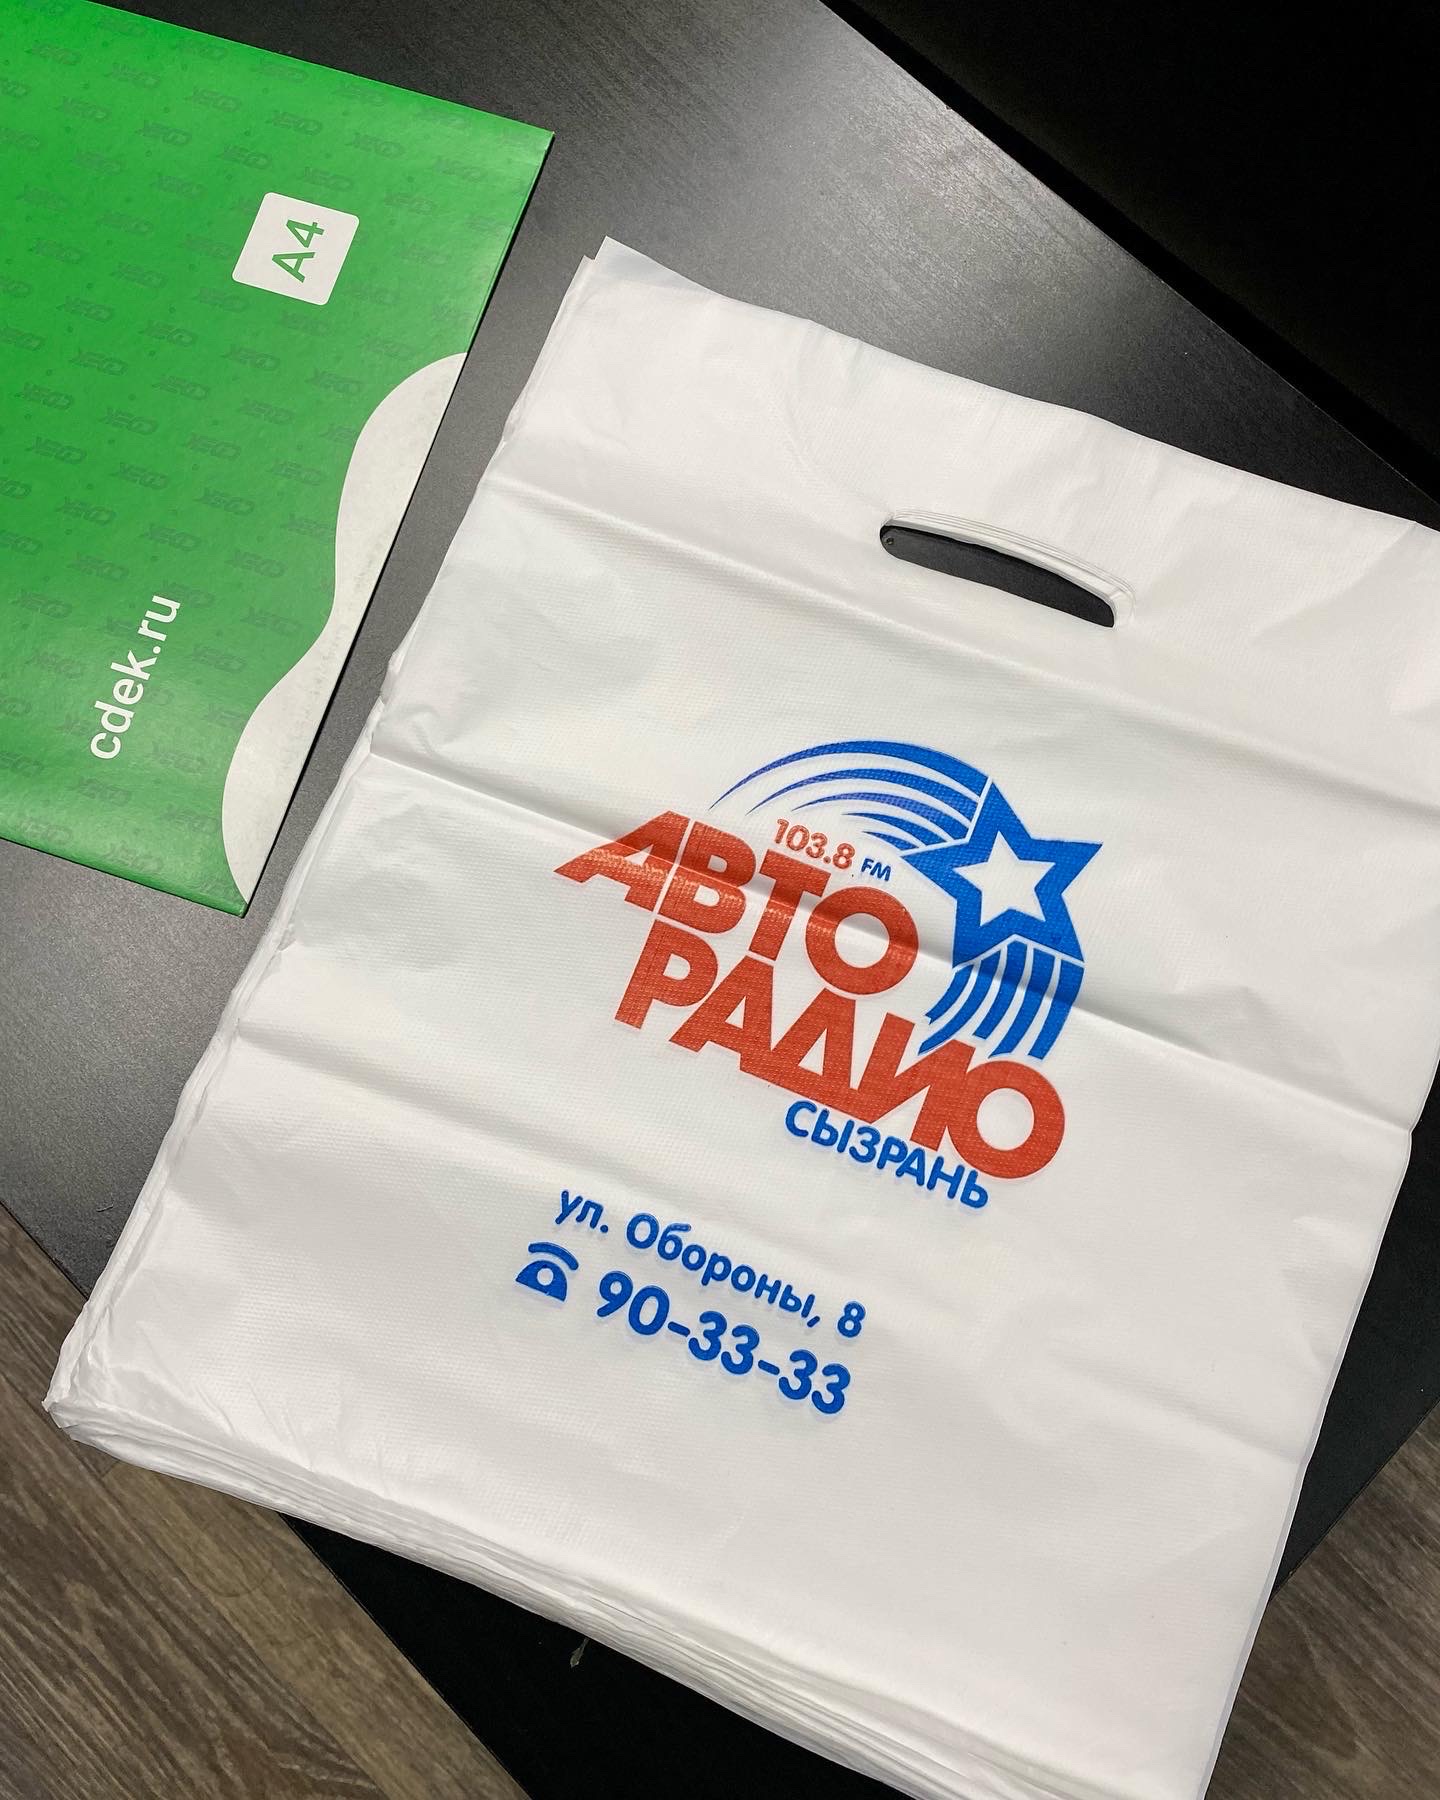 A4
cdek.ru
103.8 FM
АВТО
РАДИО
СЫЗРАНЬ
ул. Обороны, 8
90-33-33